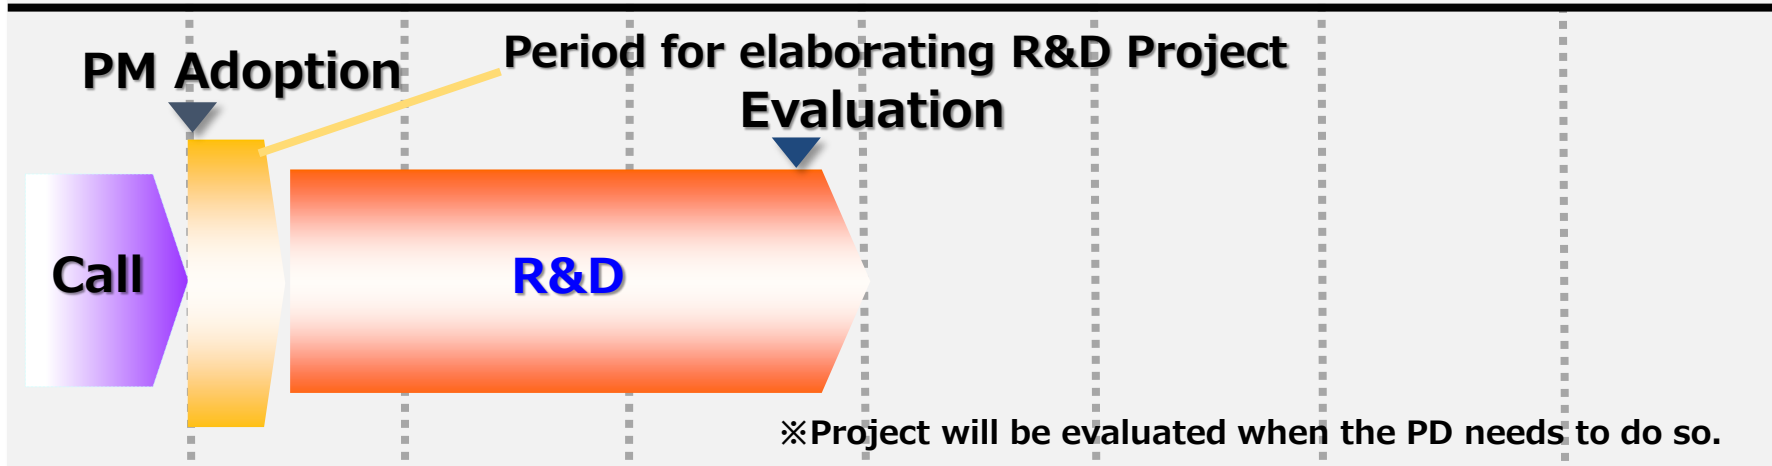 PM Adoption
Period for elaborating R&D Project
Evaluation
Call
R&D
※Project will be evaluated when the PD needs to do so.